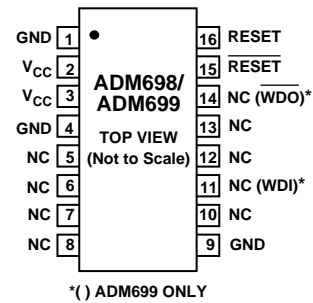 GND 1 16 RESET
VCC 2 15 RESET
VCC 3 14 NC (WDO)*
GND 4 13 NC
NC 5 12 NC
NC 6 11 NC (WDI)*
NC 7 10 NC
NC 8 9 GND
ADM698/
ADM699
TOP VIEW
(Not to Scale)
*( ) ADM699 ONLY